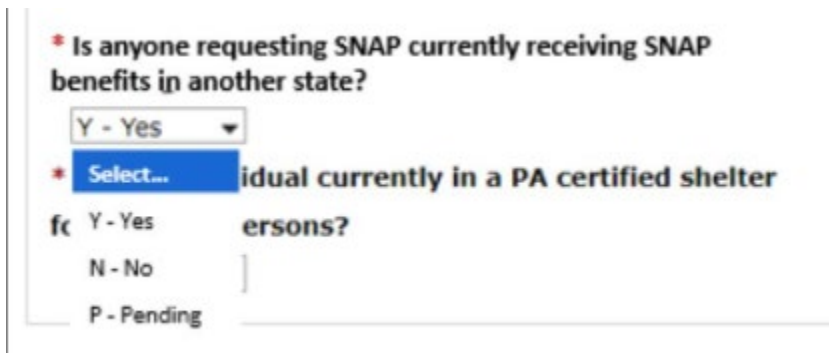 * Is anyone requesting SNAP currently receiving SNAP
benefits in another state?
Y - Yes
* Select... idual currently in a PA certified shelter
fo Y - Yes ersons?
N - No
P - Pending